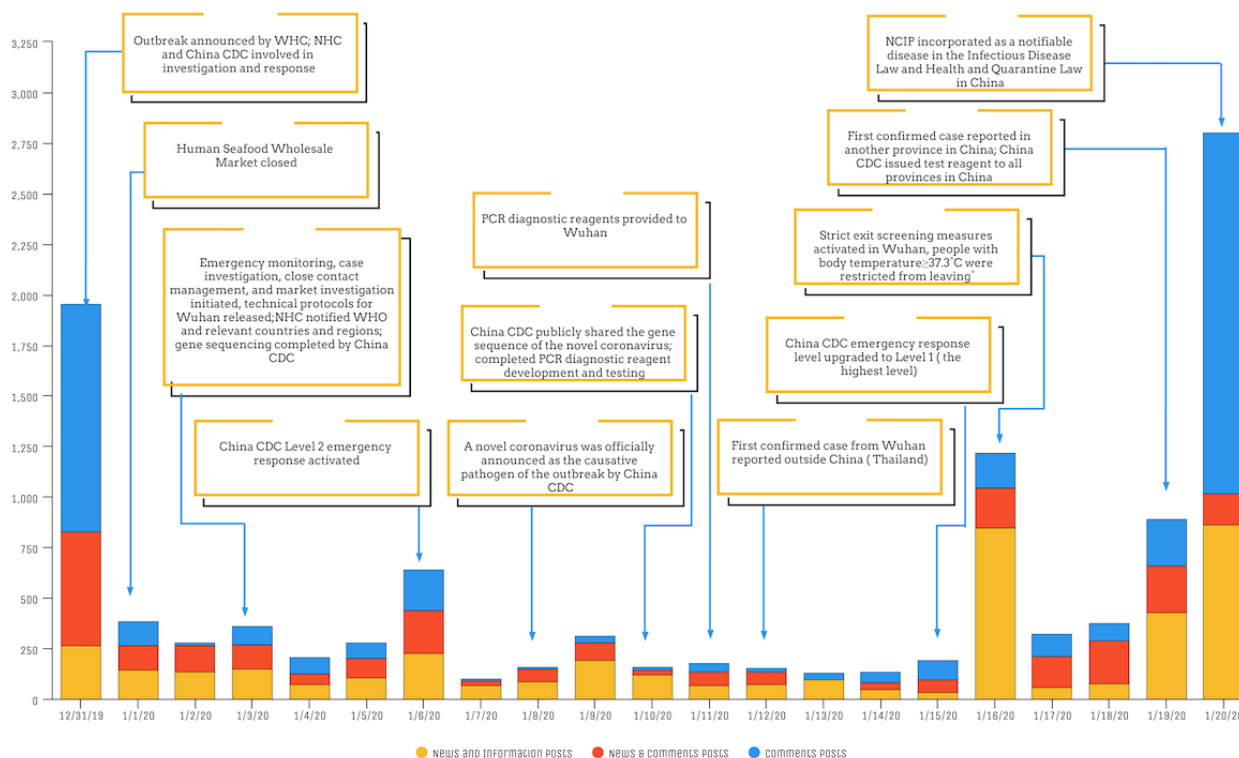 3,250
3,000
2,750
2,500
2,250
2,000
1,750
1,500
1,250
1,000
750
500
250
0
Outbreak announced by WHC; NHC
and China CDC involved in
investigation and response
Human Seafood Wholesale
Market closed
Emergency monitoring, case
investigation, close contact
management, and market investigation
initiated, technical protocols for
Wuhan released;NHC notified WHO
and relevant countries and regions;
gene sequencing completed by China
CDC
China CDC Level 2 emergency
response activated
PCR diagnostic reagents provided to
Wuhan
China CDC publicly shared the gene
sequence of the novel coronavirus;
completed PCR diagnostic reagent
development and testing
A novel coronavirus was officially
announced as the causative
pathogen of the outbreak by China
CDC
NCIP incorporated as a notifiable
disease in the Infectious Disease
Law and Health and Quarantine Law
in China
First confirmed case reported in
another province in China; China
CDC issued test reagent to all
provinces in China
Strict exit screening measures
activated in Wuhan, people with
body temperature≥37.3°C were
restricted from leaving°
China CDC emergency response
level upgraded to Level 1 ( the
highest level)
First confirmed case from Wuhan
reported outside China ( Thailand)
12/31/19
1/1/20
1/2/20
1/3/20
1/4/20
1/5/20
1/6/20
1/7/20
1/8/20
1/9/20
1/10/20
1/11/20
1/12/20
1/13/20
1/14/20
1/15/20
1/16/20
1/17/20
1/18/20
1/19/20
1/20/20
News and Information Posts
News & Comments Posts
Comments Posts